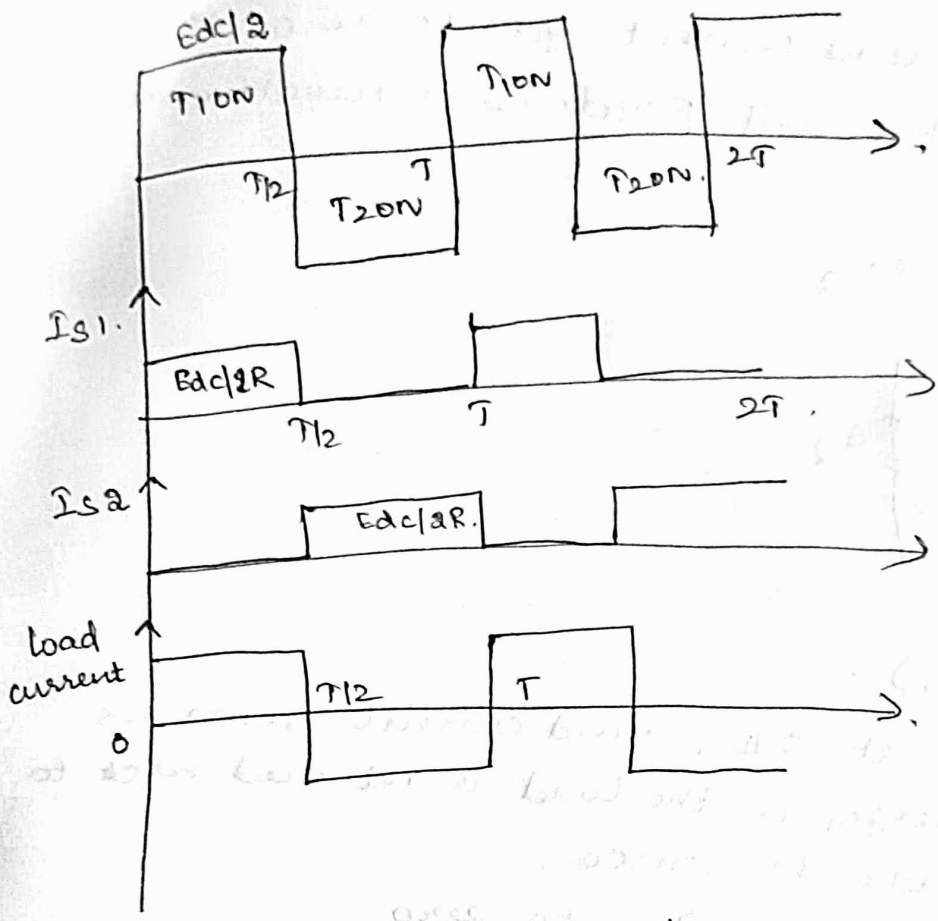 Edc/2
T1ON
T1ON
T/2
T
2T
T2ON
T2ON.
Is1.
Edc/2R
T/2
T
2T.
Is2
Edc/2R.
load
current
T/2
T
0